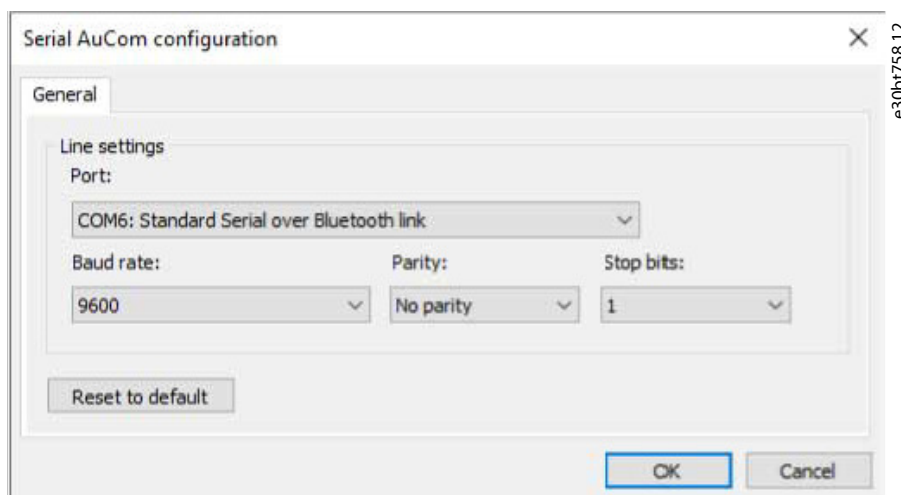 Serial AuCom configuration
General
Line settings
Port:
COM6: Standard Serial over Bluetooth link
Baud rate:
Parity:
Stop bits:
9600
No parity
1
Reset to default
OK
Cancel
e30bt758.12